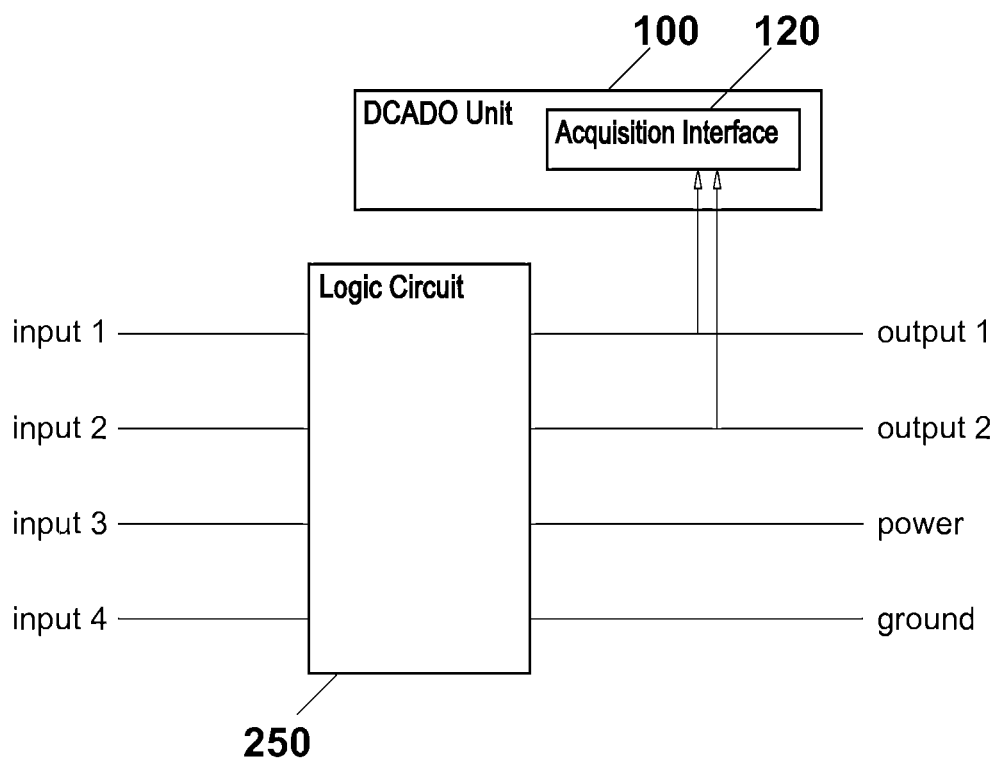 100
120
DCADO Unit
Acquisition Interface
Logic Circuit
input 1
output 1
input 2
output 2
input 3
power
input 4
ground
250